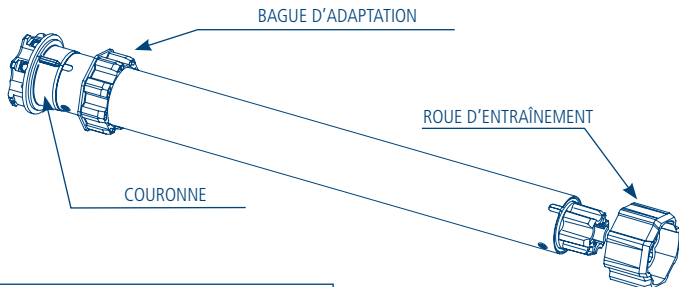 BAGUE D’ADAPTATION
ROUE D’ENTRAÎNEMENT
COURONNE